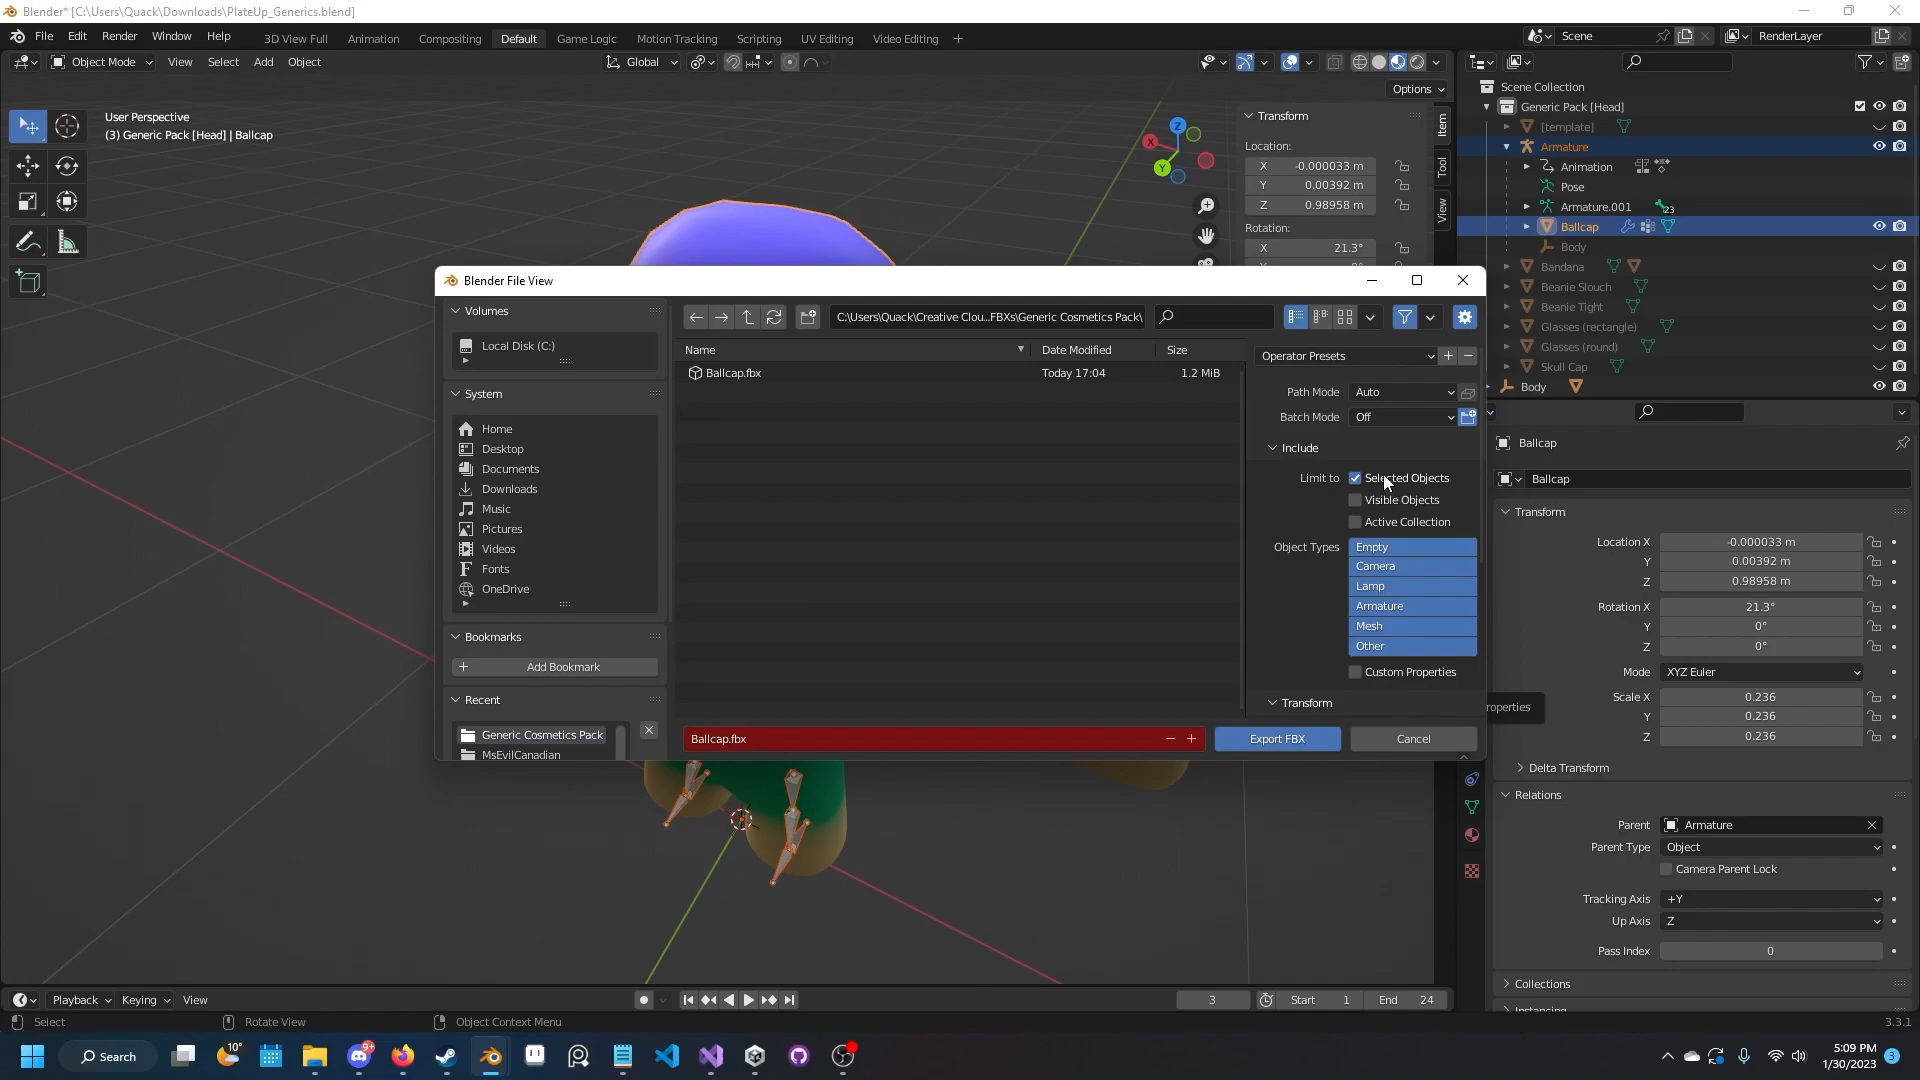 Blender* [C:\Users\Quack\Downloads\PlateUp_Generics.blend]
File Edit Render Window Help 3D View Full Animation Compositing Default Game Logic Motion Tracking Scripting UV Editing Video Editing +
Scene RenderLayer
Object Mode View Select Add Object Global
Options
User Perspective
(3) Generic Pack [Head] | Ballcap
Z
X
Y
Transform
Location:
X -0.000033 m
Y 0.00392 m
Z 0.98958 m
Rotation:
X 21.3°
Item
Tool
View
Scene Collection
Generic Pack [Head]
[template]
Armature
Animation
Pose
Armature.001 23
Ballcap
Body
Bandana
Beanie Slouch
Beanie Tight
Glasses (rectangle)
Glasses (round)
Skull Cap
Body
Blender File View
Volumes
Local Disk (C:)
System
Home
Desktop
Documents
Downloads
Music
Pictures
Videos
Fonts
OneDrive
Bookmarks
Add Bookmark
Recent
Generic Cosmetics Pack
MsEvilCanadian
C:\Users\Quack\Creative Clou...FBXs\Generic Cosmetics Pack\
Name Date Modified Size
Ballcap.fbx Today 17:04 1.2 MiB
Operator Presets
Path Mode Auto
Batch Mode Off
Include
Limit to Selected Objects
Visible Objects
Active Collection
Object Types Empty
Camera
Lamp
Armature
Mesh
Other
Custom Properties
Transform
Ballcap.fbx
Export FBX
Cancel
roperties
Ballcap
Ballcap
Transform
Location X -0.000033 m
Y 0.00392 m
Z 0.98958 m
Rotation X 21.3°
Y 0°
Z 0°
Mode XYZ Euler
Scale X 0.236
Y 0.236
Z 0.236
Delta Transform
Relations
Parent Armature
Parent Type Object
Camera Parent Lock
Tracking Axis +Y
Up Axis Z
Pass Index 0
Collections
Instancing
Playback Keying View
3 Start 1 End 24
Select Rotate View Object Context Menu
3.3.1
Search
10°
9+
5:09 PM
1/30/2023
3